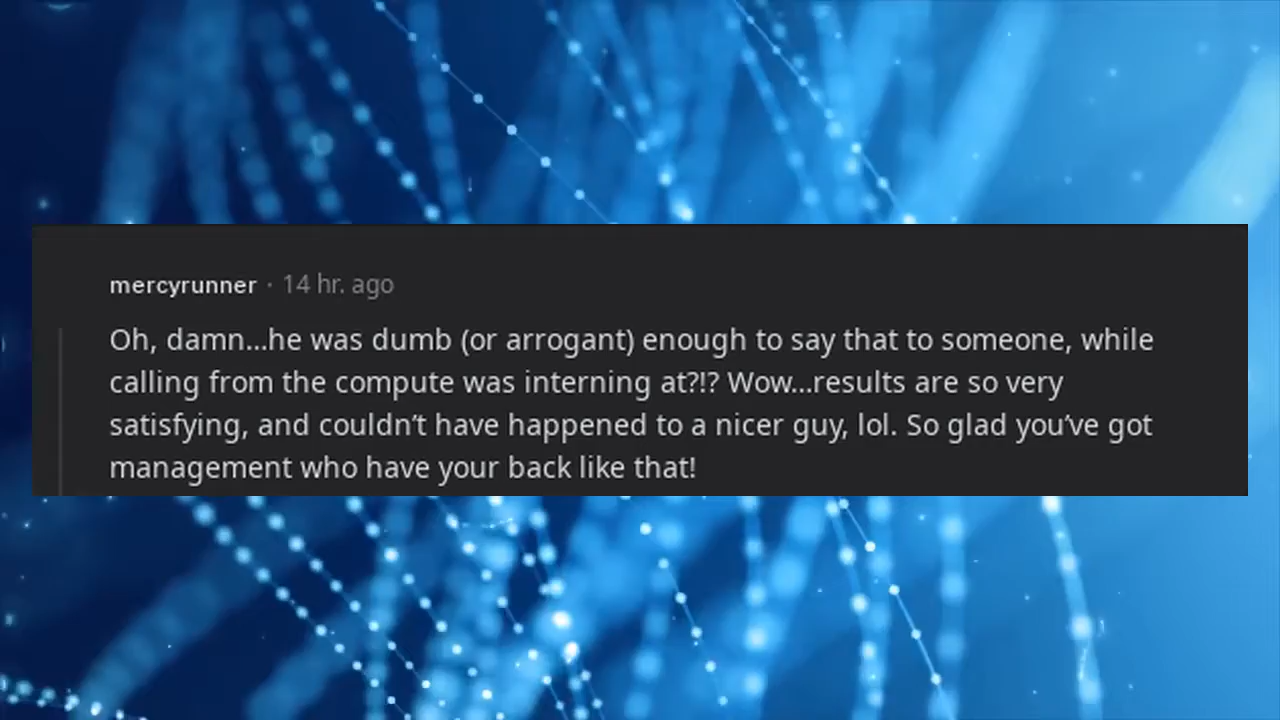 mercyrunner · 14 hr. ago
Oh, damn...he was dumb (or arrogant) enough to say that to someone, while
calling from the compute was interning at?!? Wow...results are so very
satisfying, and couldn’t have happened to a nicer guy, lol. So glad you’ve got
management who have your back like that!